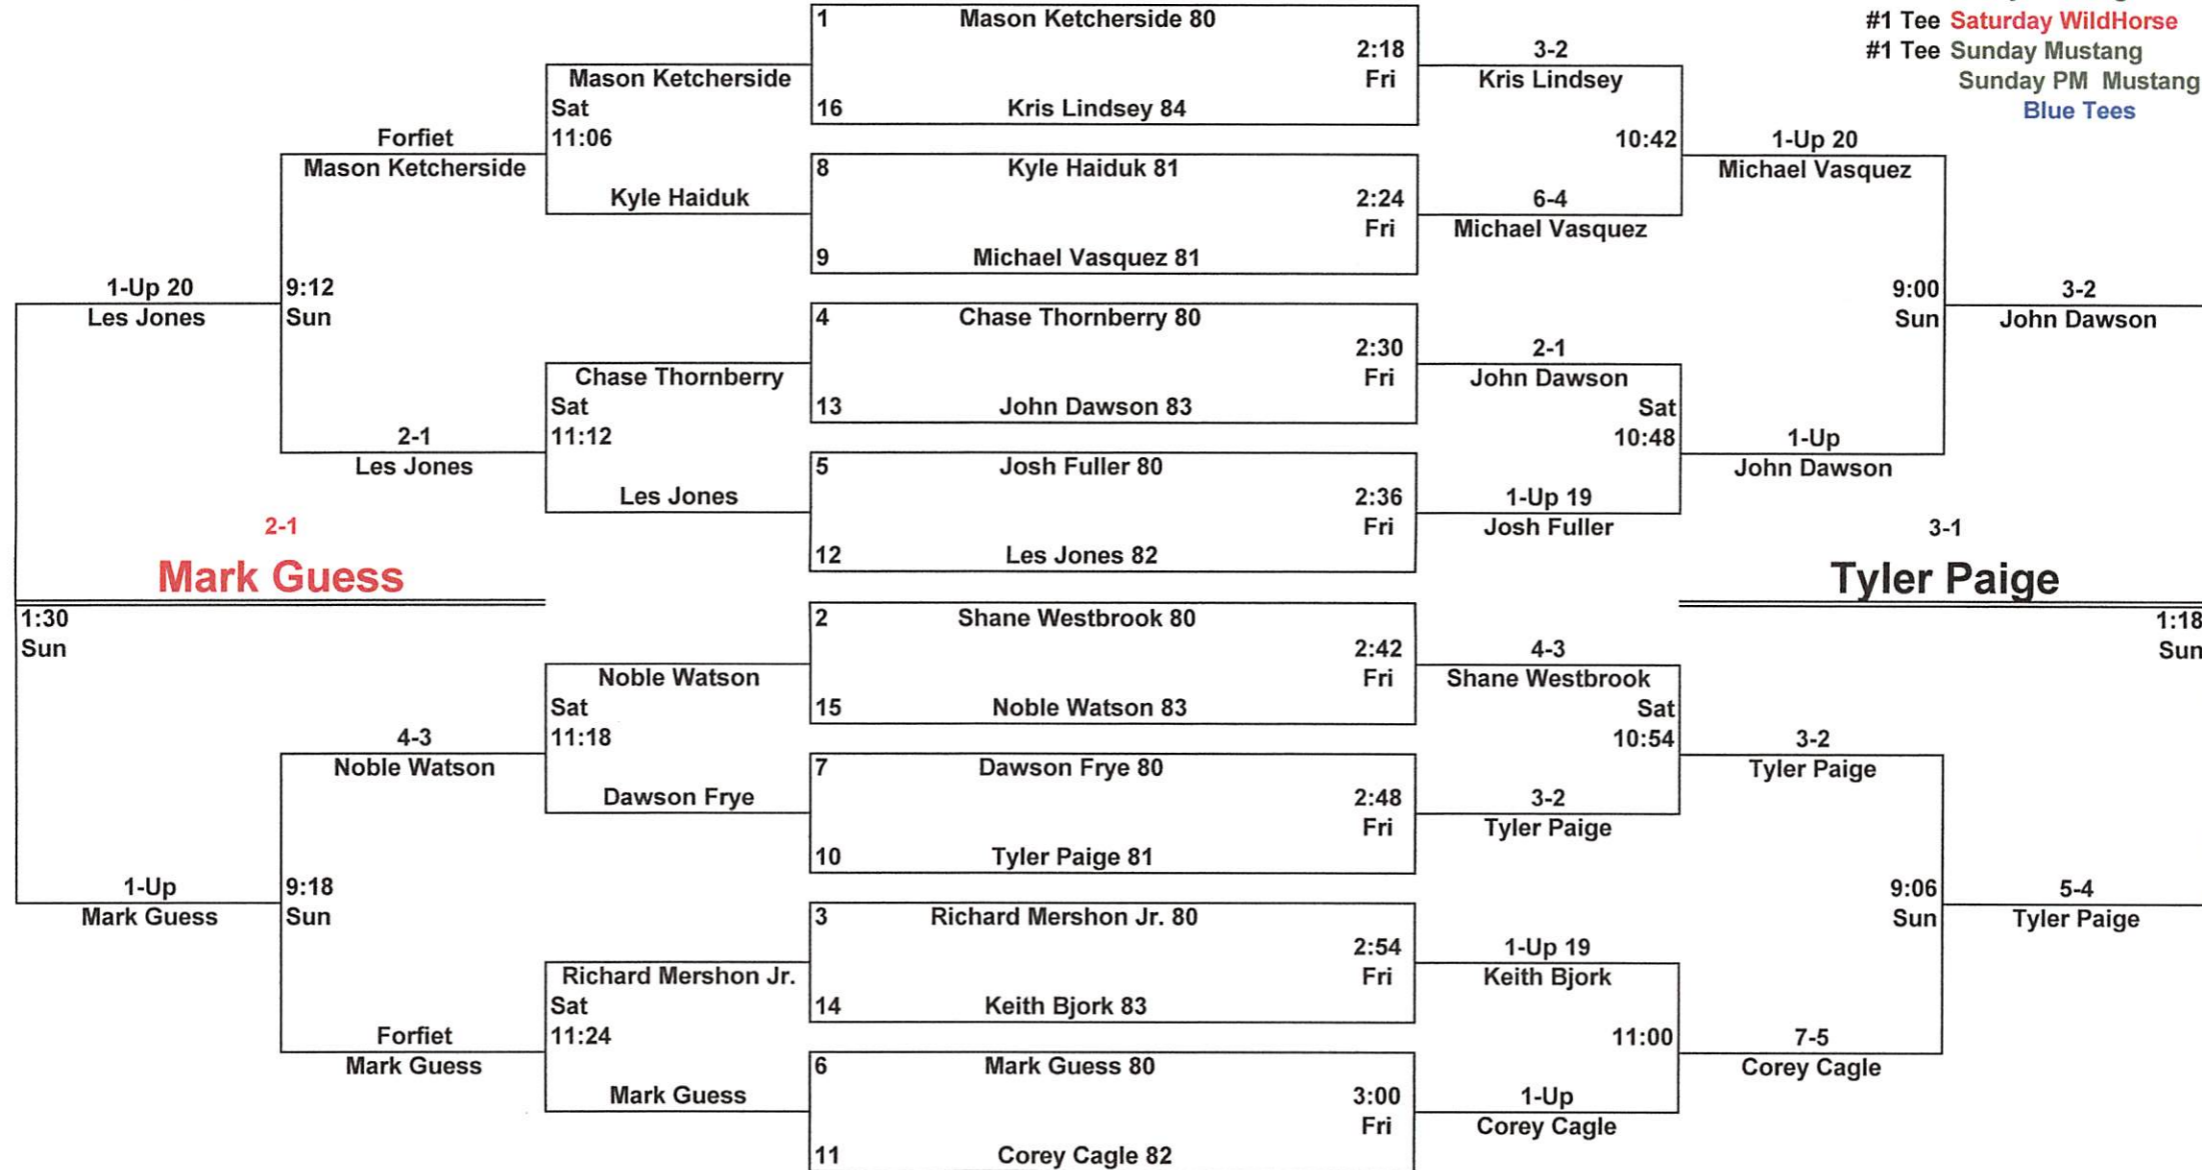 #1 Tee Saturday WildHorse
#1 Tee Sunday Mustang
Sunday PM Mustang
Blue Tees
1 Mason Ketcherside 80
2:18
Fri
16 Kris Lindsey 84
8 Kyle Haiduk 81
2:24
Fri
9 Michael Vasquez 81
4 Chase Thornberry 80
2:30
Fri
13 John Dawson 83
5 Josh Fuller 80
2:36
Fri
12 Les Jones 82
2 Shane Westbrook 80
2:42
Fri
15 Noble Watson 83
7 Dawson Frye 80
2:48
Fri
10 Tyler Paige 81
3 Richard Mershon Jr. 80
2:54
Fri
14 Keith Bjork 83
6 Mark Guess 80
3:00
Fri
11 Corey Cagle 82
Mason Ketcherside
Sat
11:06
Kyle Haiduk
Chase Thornberry
Sat
11:12
Les Jones
Noble Watson
Sat
11:18
Dawson Frye
Richard Mershon Jr.
Sat
11:24
Mark Guess
Forfiet
Mason Ketcherside
9:12
Sun
2-1
Les Jones
4-3
Noble Watson
9:18
Sun
Forfiet
Mark Guess
1-Up 20
Les Jones
2-1
Mark Guess
1:30
Sun
1-Up
Mark Guess
3-2
Kris Lindsey
10:42
6-4
Michael Vasquez
2-1
John Dawson
Sat
10:48
1-Up 19
Josh Fuller
4-3
Shane Westbrook
Sat
10:54
3-2
Tyler Paige
1-Up 19
Keith Bjork
11:00
1-Up
Corey Cagle
1-Up 20
Michael Vasquez
9:00
Sun
1-Up
John Dawson
3-2
Tyler Paige
9:06
Sun
7-5
Corey Cagle
3-2
John Dawson
3-1
Tyler Paige
1:18
Sun
5-4
Tyler Paige